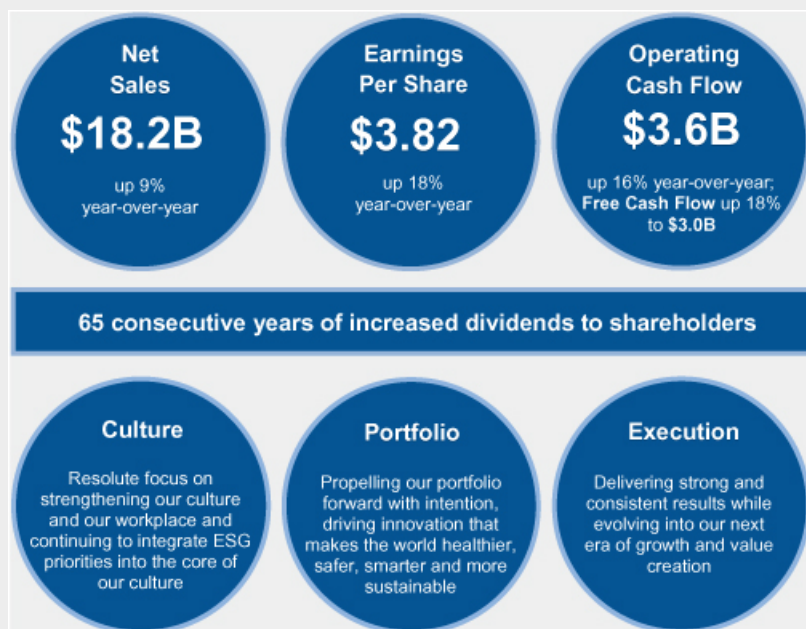 Net
Sales
$18.2B
up 9%
year-over-year
Earnings
Per Share
$3.82
up 18%
year-over-year
Operating
Cash Flow
$3.6B
up 16% year-over-year;
Free Cash Flow up 18%
to $3.0B
65 consecutive years of increased dividends to shareholders
Culture
Resolute focus on
strengthening our culture
and our workplace and
continuing to integrate ESG
priorities into the core of
our culture
Portfolio
Propelling our portfolio
forward with intention,
driving innovation that
makes the world healthier,
safer, smarter and more
sustainable
Execution
Delivering strong and
consistent results while
evolving into our next
era of growth and value
creation